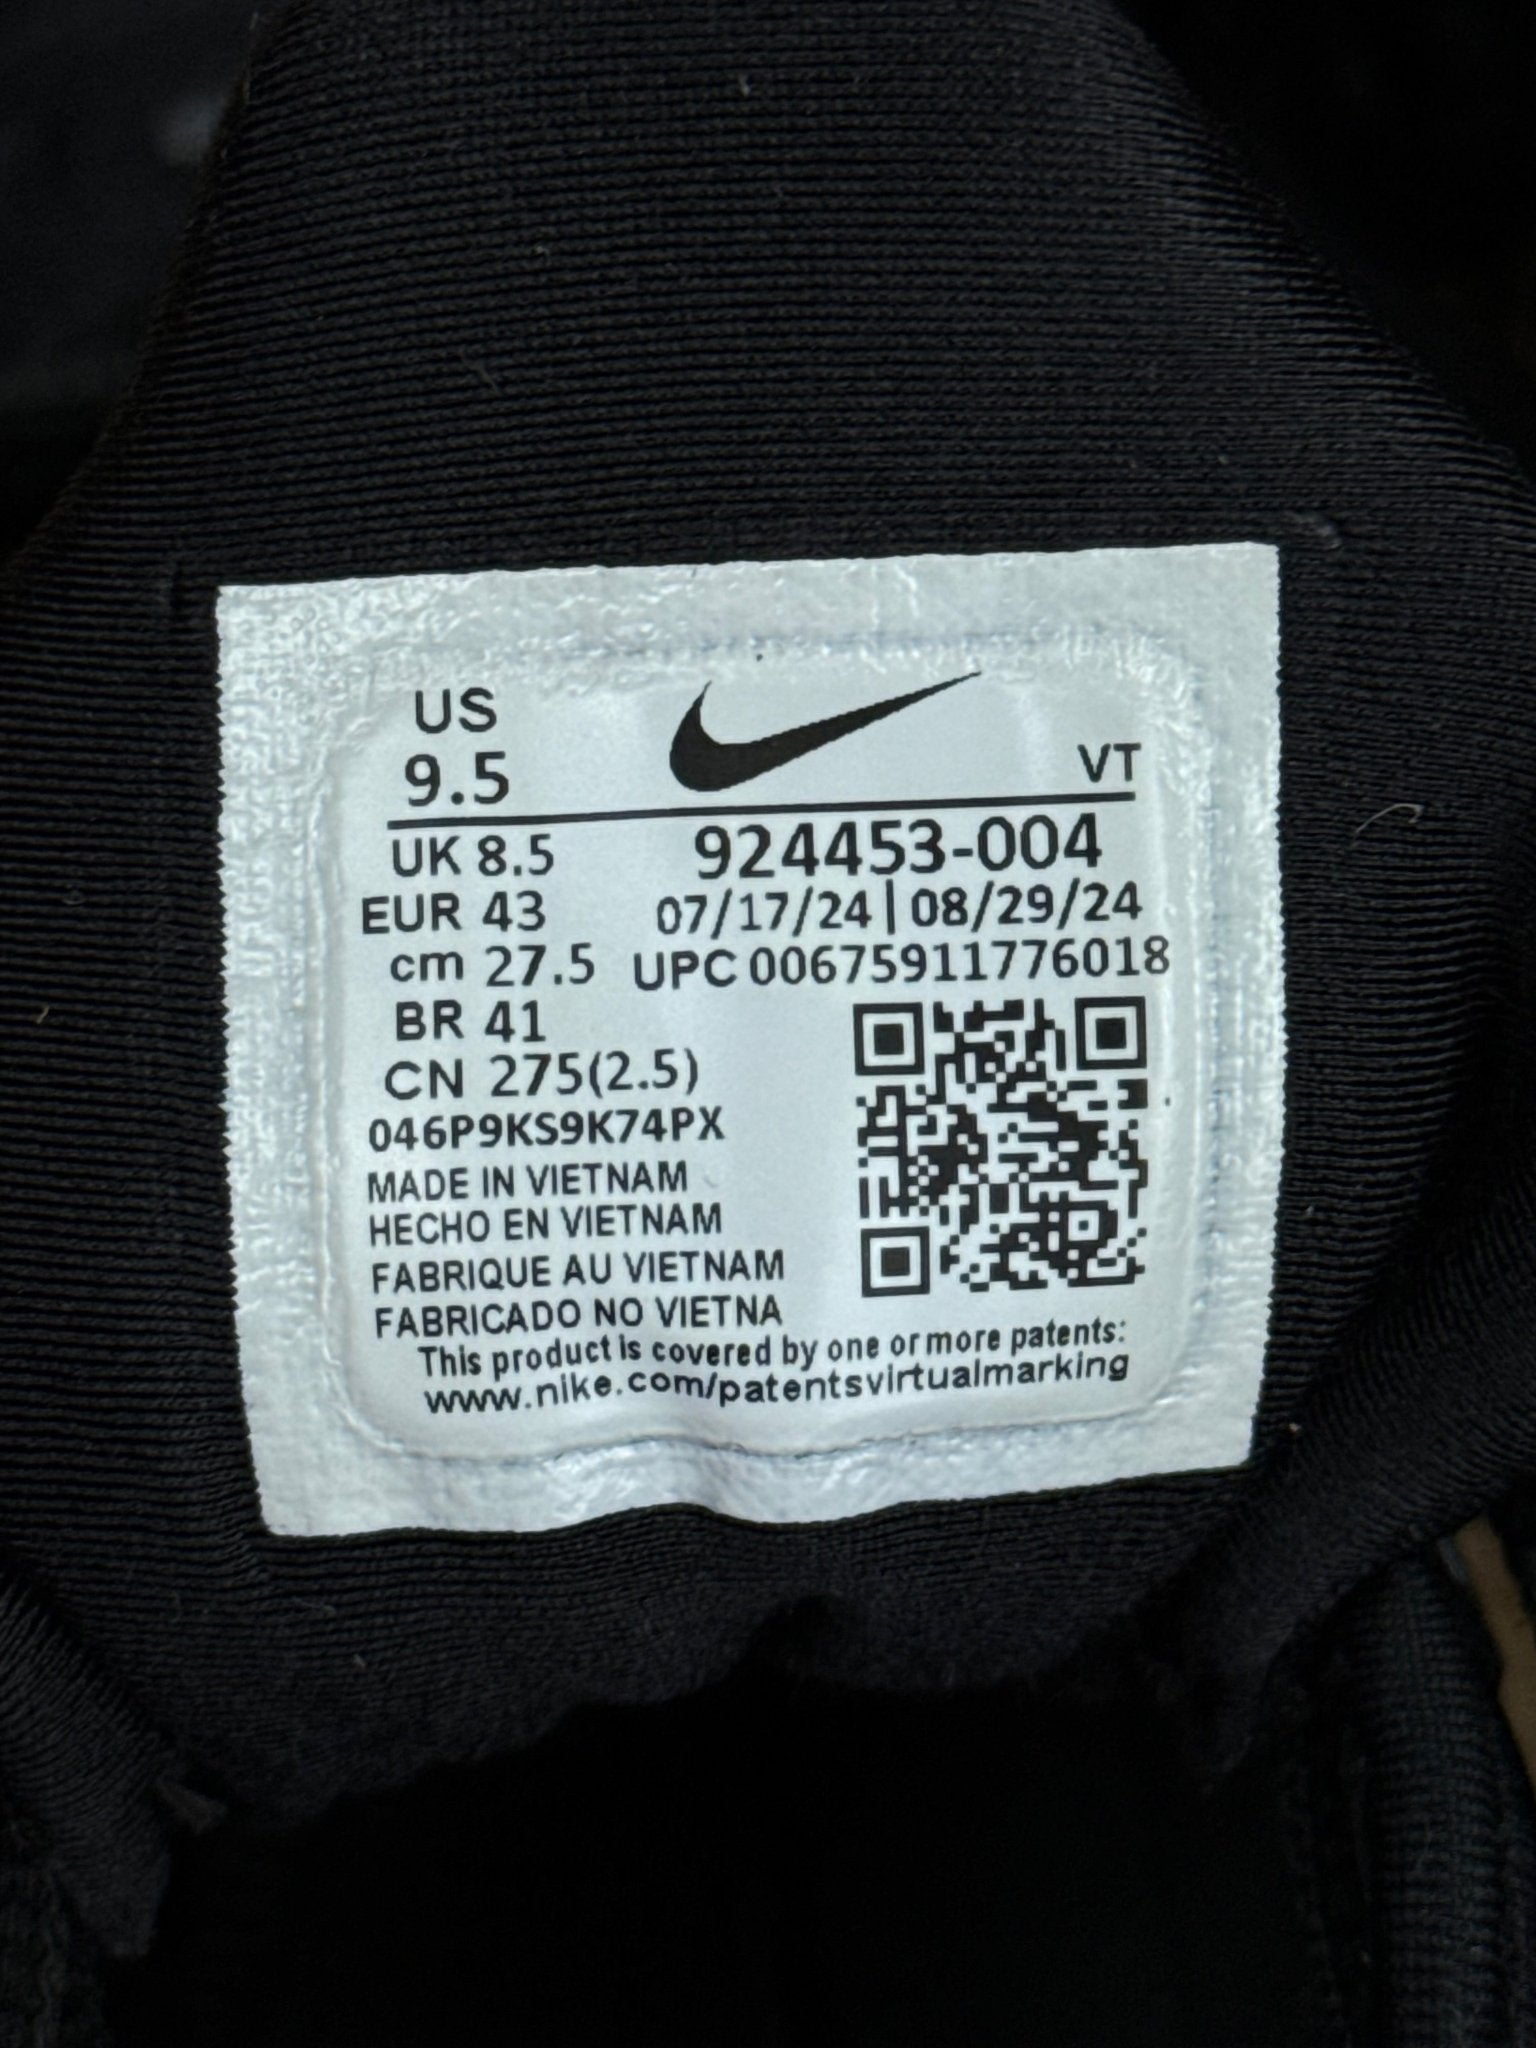 US
9.5
VT
UK 8.5
924453-004
EUR 43
07/17/24 | 08/29/24
cm 27.5
UPC 00675911776018
BR 41
CN 275(2.5)
046P9KS9K74PX
MADE IN VIETNAM
HECHO EN VIETNAM
FABRIQUE AU VIETNAM
FABRICADO NO VIETNA
This product is covered by one or more patents:
www.nike.com/patentsvirtualmarking